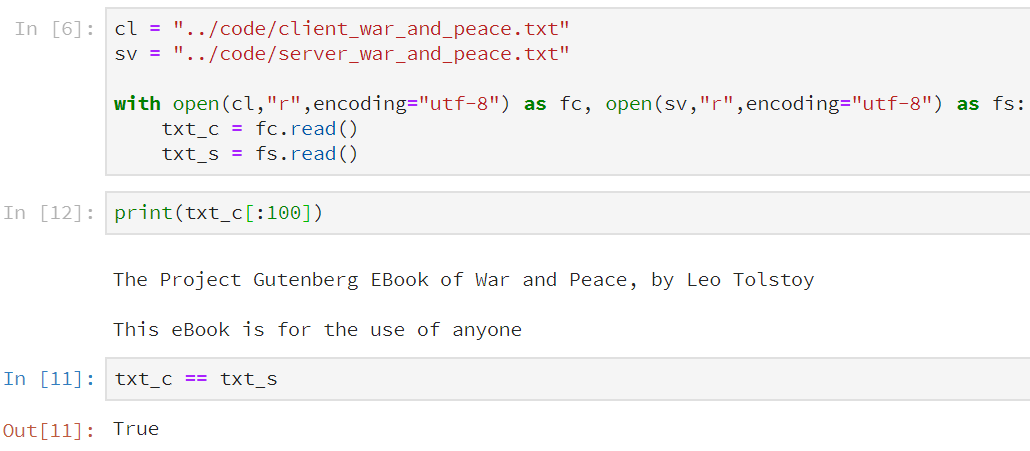 In [6]: cl = "../code/client_war_and_peace.txt"
sv = "../code/server_war_and_peace.txt"
with open(cl,"r",encoding="utf-8") as fc, open(sv,"r",encoding="utf-8") as fs:
    txt_c = fc.read()
    txt_s = fs.read()
In [12]: print(txt_c[:100])
The Project Gutenberg EBook of War and Peace, by Leo Tolstoy
This eBook is for the use of anyone
In [11]: txt_c == txt_s
Out[11]: True